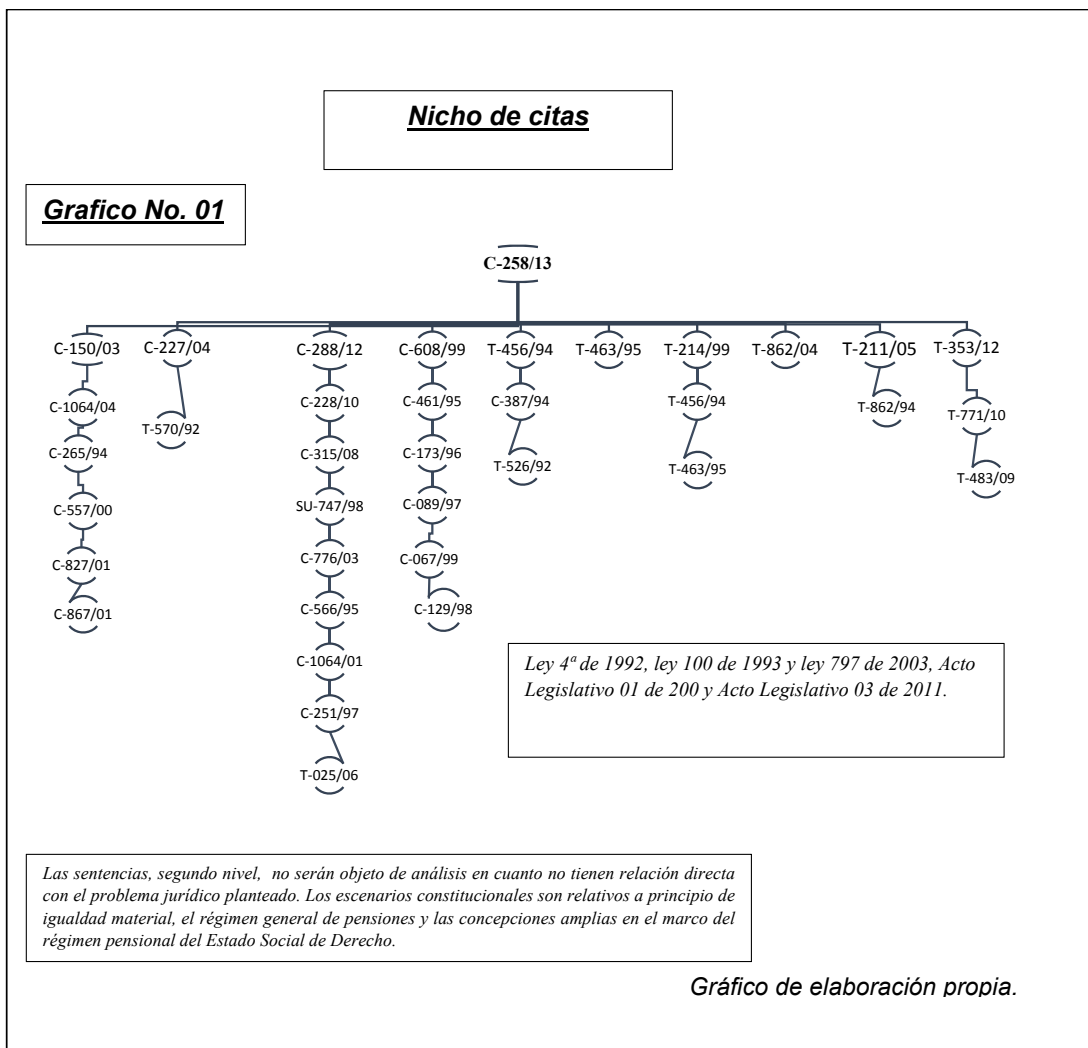 Nicho de citas
Grafico No. 01
C-258/13
C-150/03
C-227/04
C-288/12
C-608/99
T-456/94
T-463/95
T-214/99
T-862/04
T-211/05
T-353/12
C-1064/04
C-265/94
C-557/00
C-827/01
C-867/01
T-570/92
C-228/10
C-315/08
SU-747/98
C-776/03
C-566/95
C-1064/01
C-251/97
T-025/06
C-461/95
C-173/96
C-089/97
C-067/99
C-129/98
C-387/94
T-526/92
T-456/94
T-463/95
T-862/94
T-771/10
T-483/09
Ley 4ª de 1992, ley 100 de 1993 y ley 797 de 2003, Acto
Legislativo 01 de 200 y Acto Legislativo 03 de 2011.
Las sentencias, segundo nivel, no serán objeto de análisis en cuanto no tienen relación directa
con el problema jurídico planteado. Los escenarios constitucionales son relativos a principio de
igualdad material, el régimen general de pensiones y las concepciones amplias en el marco del
régimen pensional del Estado Social de Derecho.
Gráfico de elaboración propia.